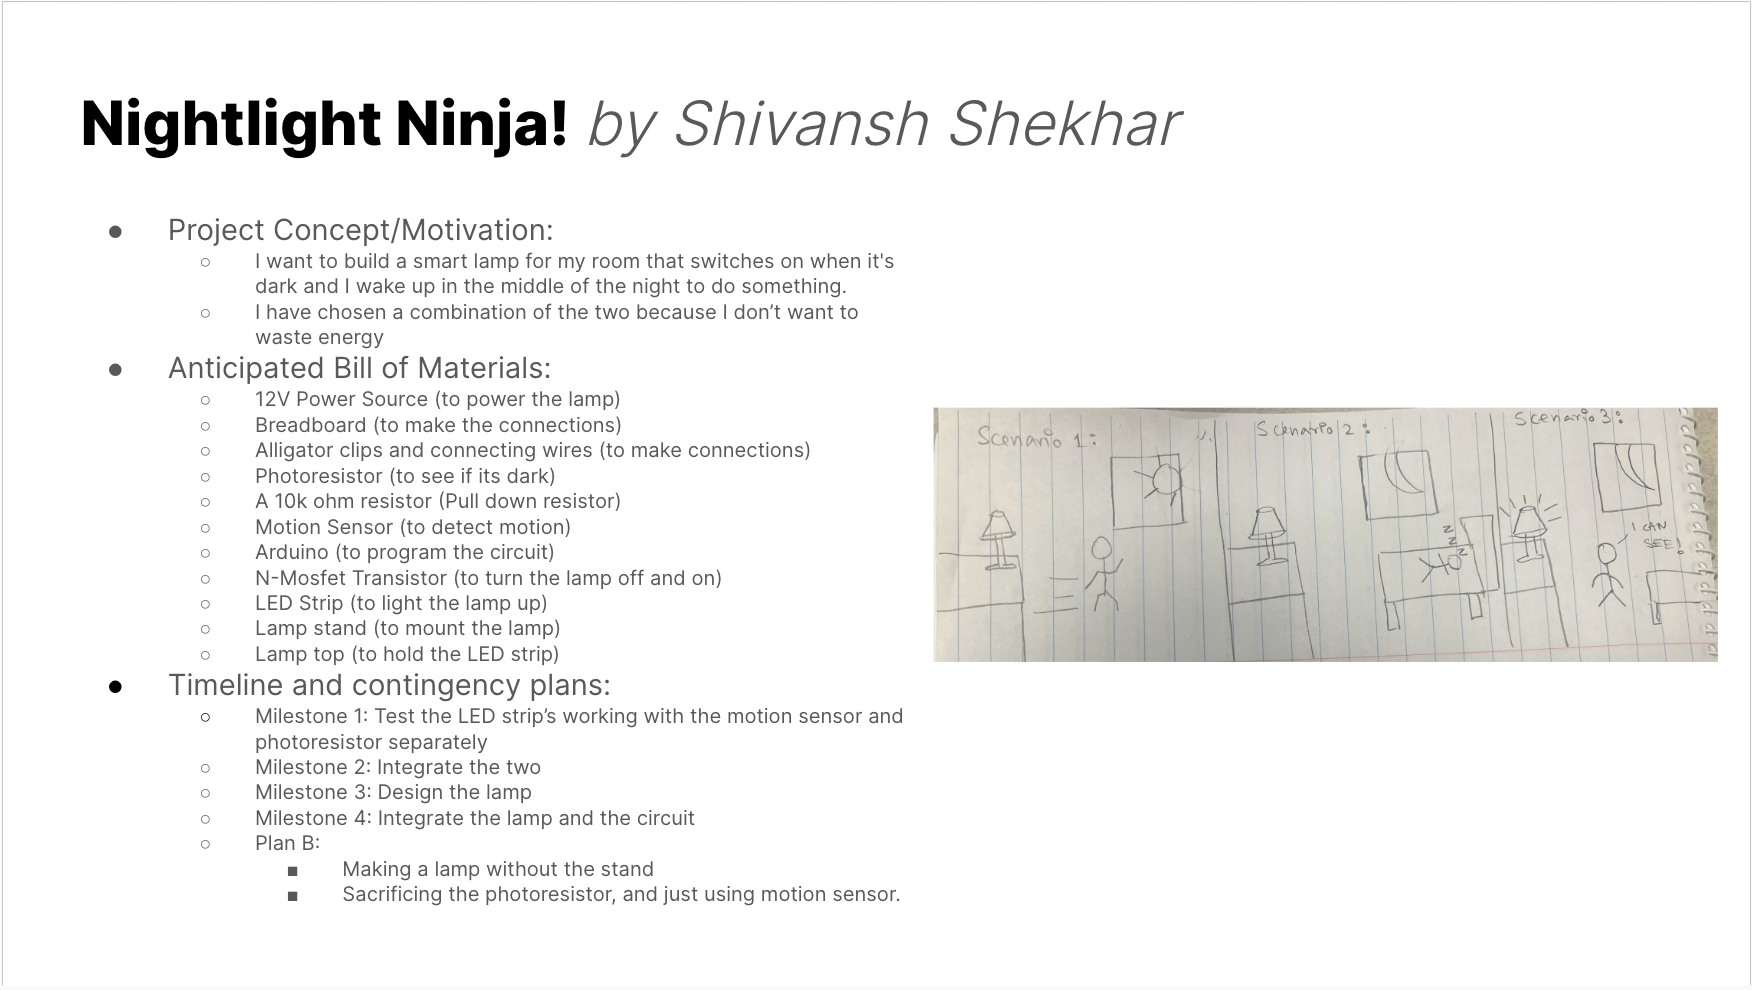 Nightlight Ninja! by Shivansh Shekhar
● Project Concept/Motivation:
○ I want to build a smart lamp for my room that switches on when it's
dark and I wake up in the middle of the night to do something.
○ I have chosen a combination of the two because I don’t want to
waste energy
● Anticipated Bill of Materials:
○ 12V Power Source (to power the lamp)
○ Breadboard (to make the connections)
○ Alligator clips and connecting wires (to make connections)
○ Photoresistor (to see if its dark)
○ A 10k ohm resistor (Pull down resistor)
○ Motion Sensor (to detect motion)
○ Arduino (to program the circuit)
○ N-Mosfet Transistor (to turn the lamp off and on)
○ LED Strip (to light the lamp up)
○ Lamp stand (to mount the lamp)
○ Lamp top (to hold the LED strip)
● Timeline and contingency plans:
○ Milestone 1: Test the LED strip’s working with the motion sensor and
photoresistor separately
○ Milestone 2: Integrate the two
○ Milestone 3: Design the lamp
○ Milestone 4: Integrate the lamp and the circuit
○ Plan B:
■ Making a lamp without the stand
■ Sacrificing the photoresistor, and just using motion sensor.
Scenario 1:
Scenario 2:
Z
Z
Z
Scenario 3:
I CAN
SEE!